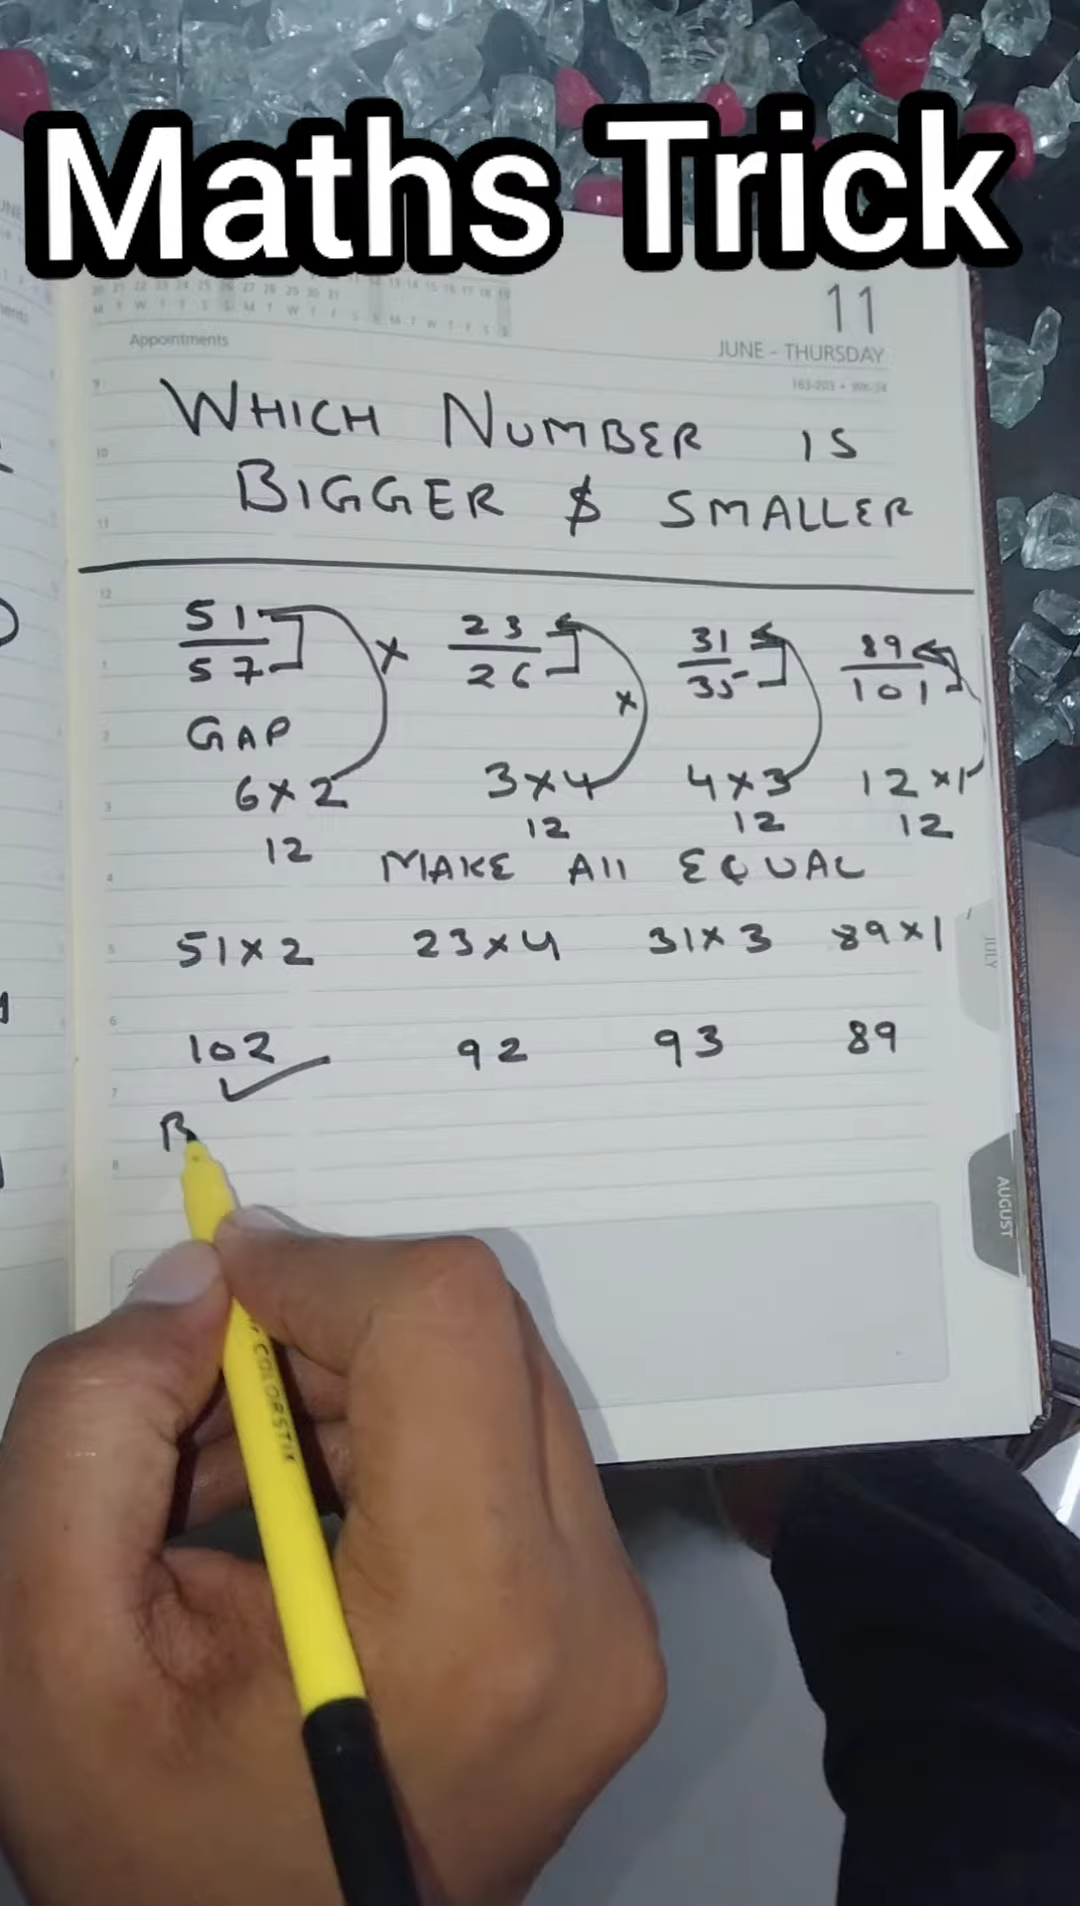 Maths Trick
11
JUNE - THURSDAY
Appointments
WHICH NUMBER IS
BIGGER & SMALLER
51/57 × 23/26 × 31/35 89/101
GAP
6×2 3×4 4×3 12×1
12 12 12 12
MAKE All EQUAL
51×2 23×4 31×3 89×1
102 92 93 89
B
JULY
AUGUST
COLORSTIX